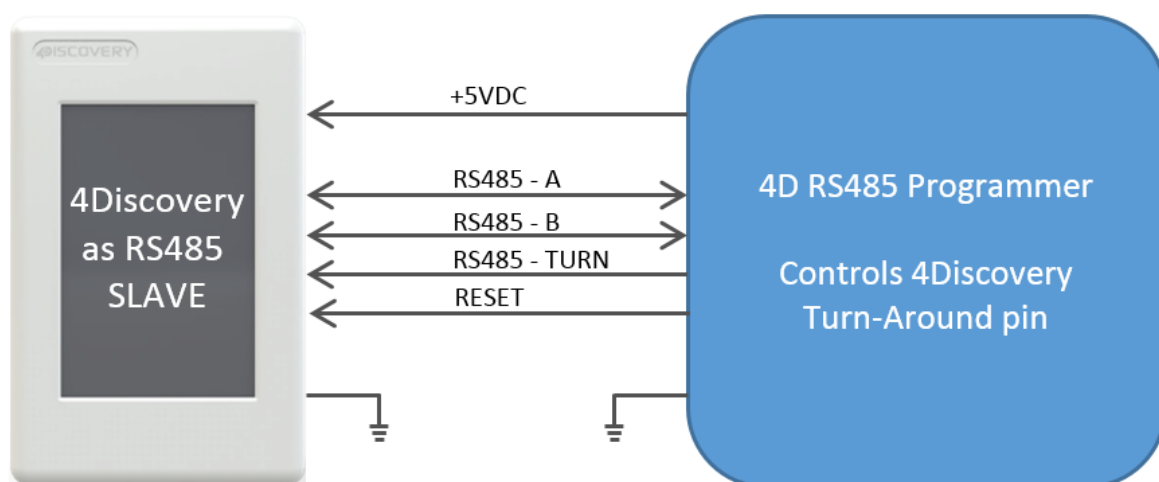 4DISCOVERY
+5VDC
RS485 - A
RS485 - B
RS485 - TURN
RESET
4Discovery
as RS485
SLAVE
4D RS485 Programmer
Controls 4Discovery
Turn-Around pin